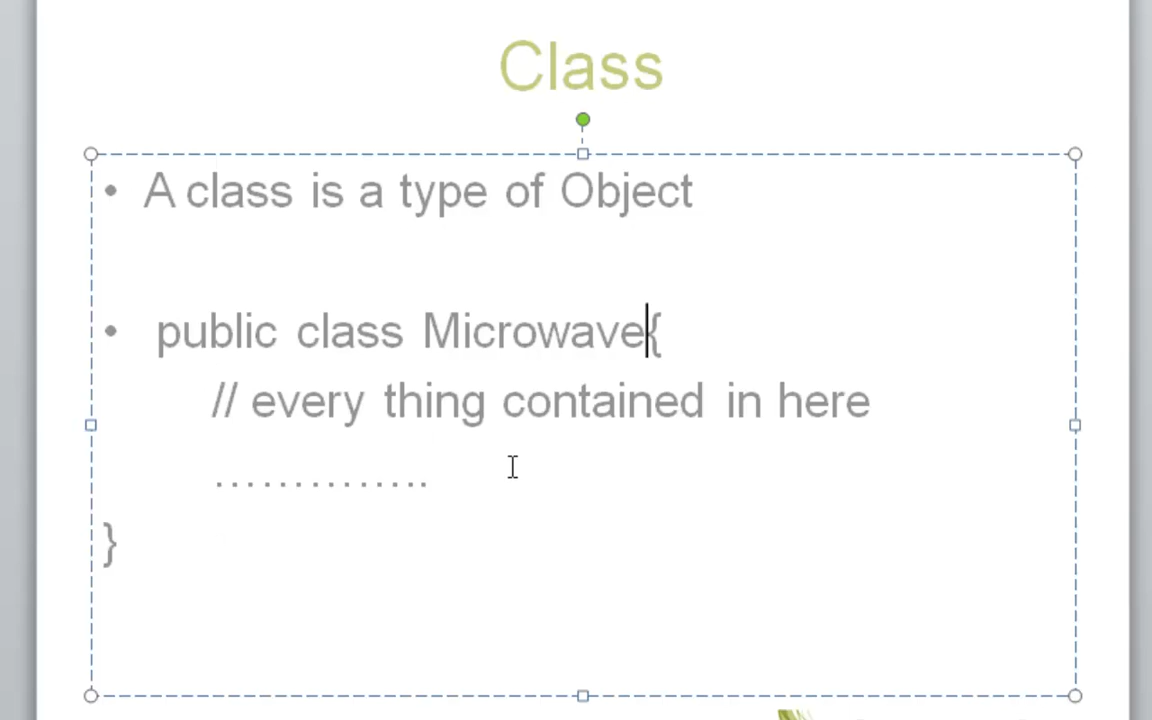 Class
• A class is a type of Object
• public class Microwave{
// every thing contained in here
…………..
}